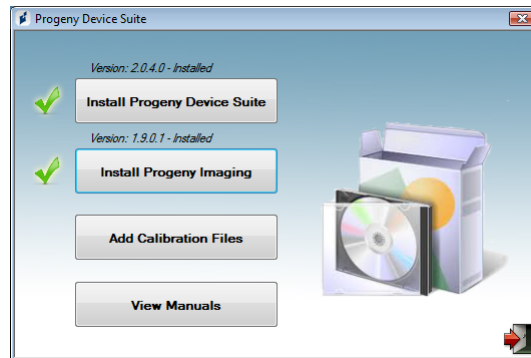 Progeny Device Suite
Version: 2.0.4.0 - Installed
Install Progeny Device Suite
Version: 1.9.0.1 - Installed
Install Progeny Imaging
Add Calibration Files
View Manuals